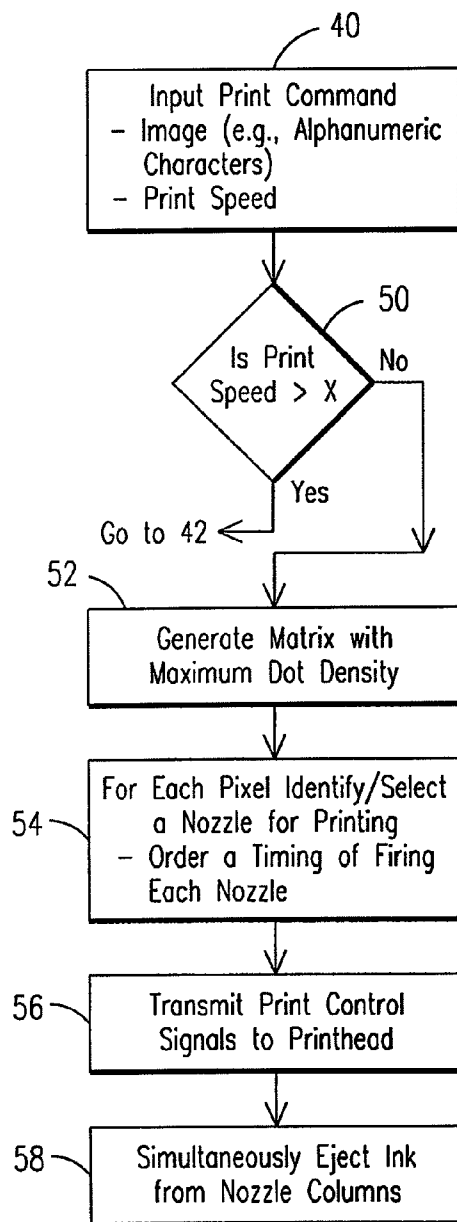 40
Input Print Command
- Image (e.g., Alphanumeric
Characters)
- Print Speed
50
Is Print
Speed > X
No
Yes
Go to 42
52
Generate Matrix with
Maximum Dot Density
54
For Each Pixel Identify/Select
a Nozzle for Printing
- Order a Timing of Firing
Each Nozzle
56
Transmit Print Control
Signals to Printhead
58
Simultaneously Eject Ink
from Nozzle Columns